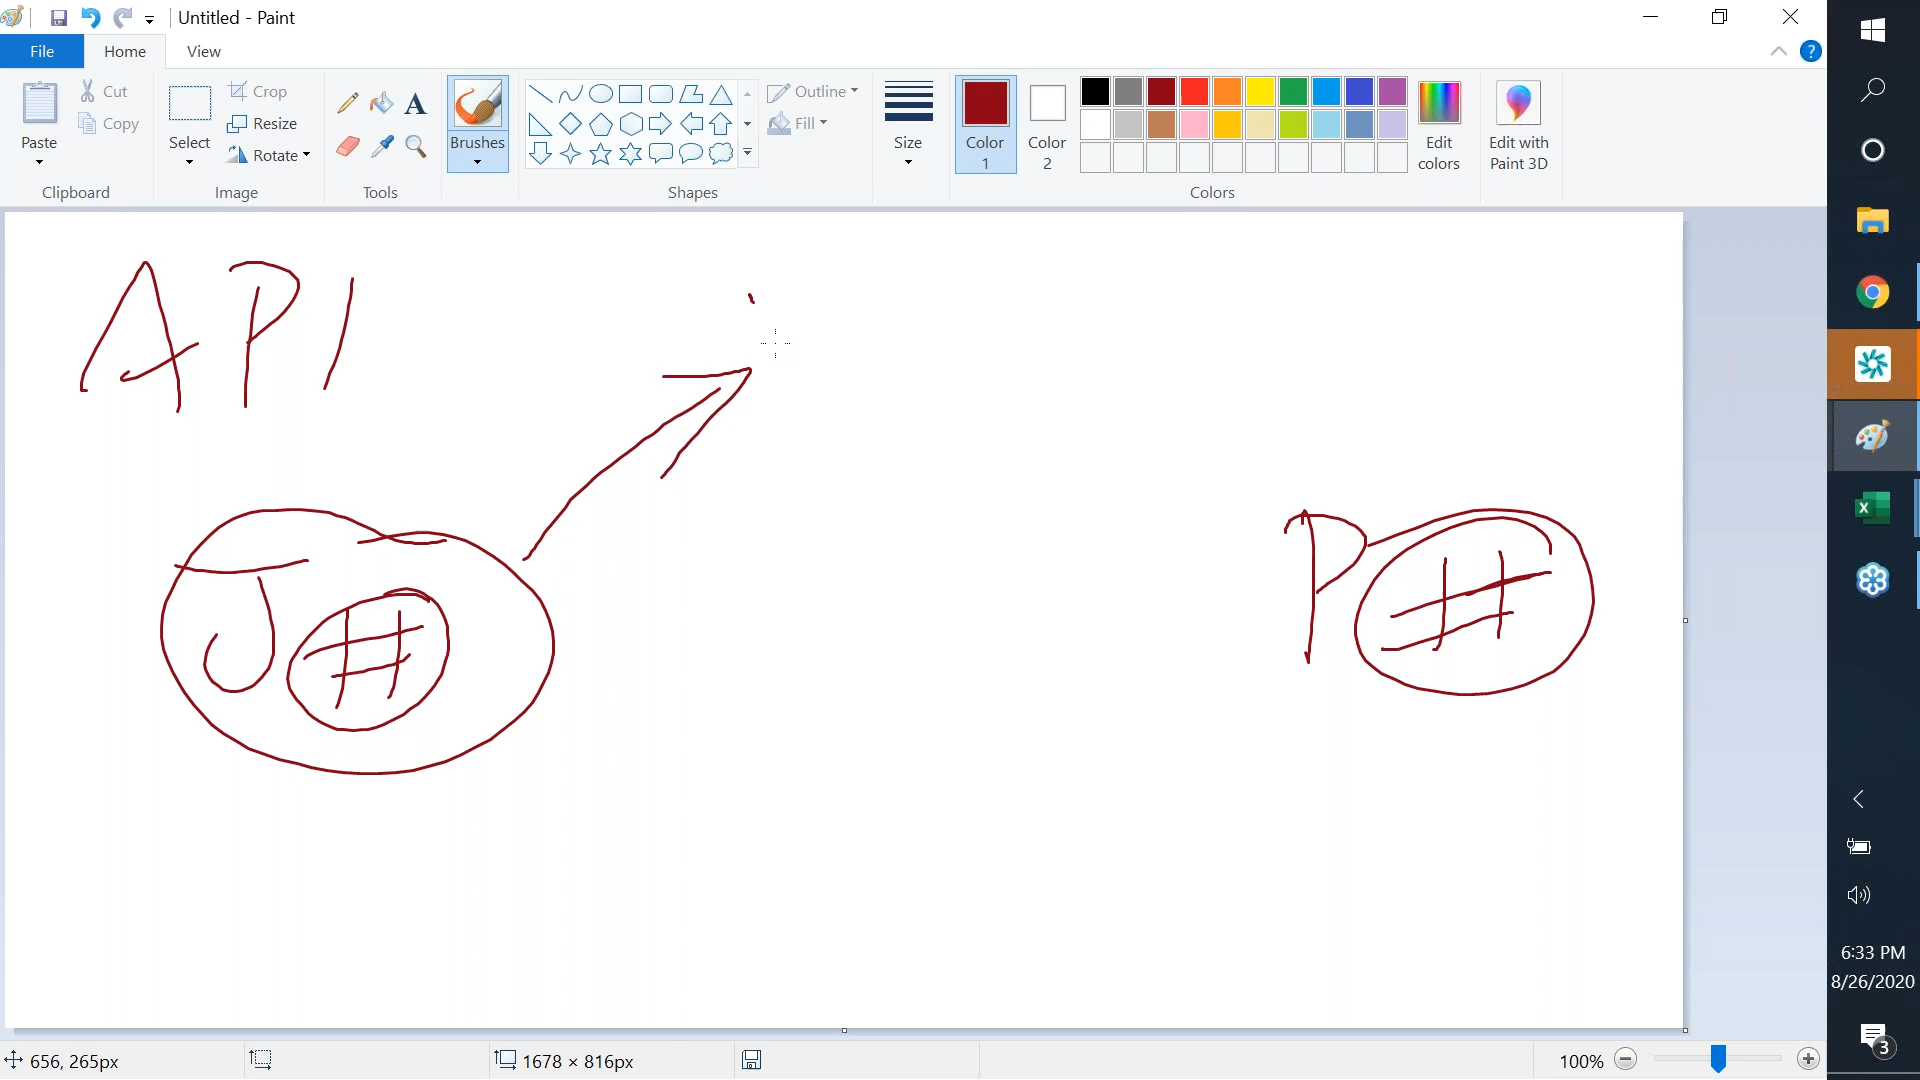 Untitled - Paint
File Home View
Paste
Cut
Copy
Clipboard
Select
Crop
Resize
Rotate
Image
A
Tools
Brushes
Shapes
Outline
Fill
Size
Color 1
Color 2
Colors
Edit colors
Edit with Paint 3D
?
API
J #
P #
656, 265px
1678 × 816px
100%
X
6:33 PM
8/26/2020
3